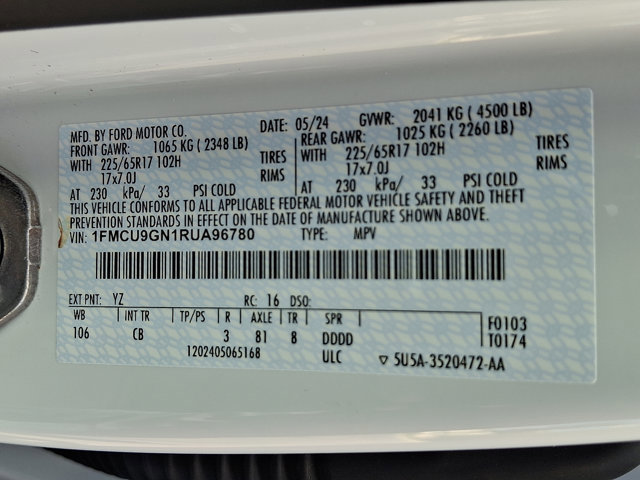 MFD. BY FORD MOTOR CO. DATE: 05/24 GVWR: 2041 KG ( 4500 LB)
FRONT GAWR: 1065 KG ( 2348 LB) REAR GAWR: 1025 KG ( 2260 LB)
WITH 225/65R17 102H TIRES WITH 225/65R17 102H TIRES
17x7.0J RIMS 17x7.0J RIMS
AT 230 kPa/ 33 PSI COLD AT 230 kPa/ 33 PSI COLD
THIS VEHICLE CONFORMS TO ALL APPLICABLE FEDERAL MOTOR VEHICLE SAFETY AND THEFT
PREVENTION STANDARDS IN EFFECT ON THE DATE OF MANUFACTURE SHOWN ABOVE.
VIN: 1FMCU9GN1RUA96780 TYPE: MPV
EXT PNT: YZ RC: 16 DSO:
WB INT TR TP/PS R AXLE TR SPR F0103
106 CB 3 81 8 DDDD T0174
1202405065168 ULC ▽ 5U5A-3520472-AA